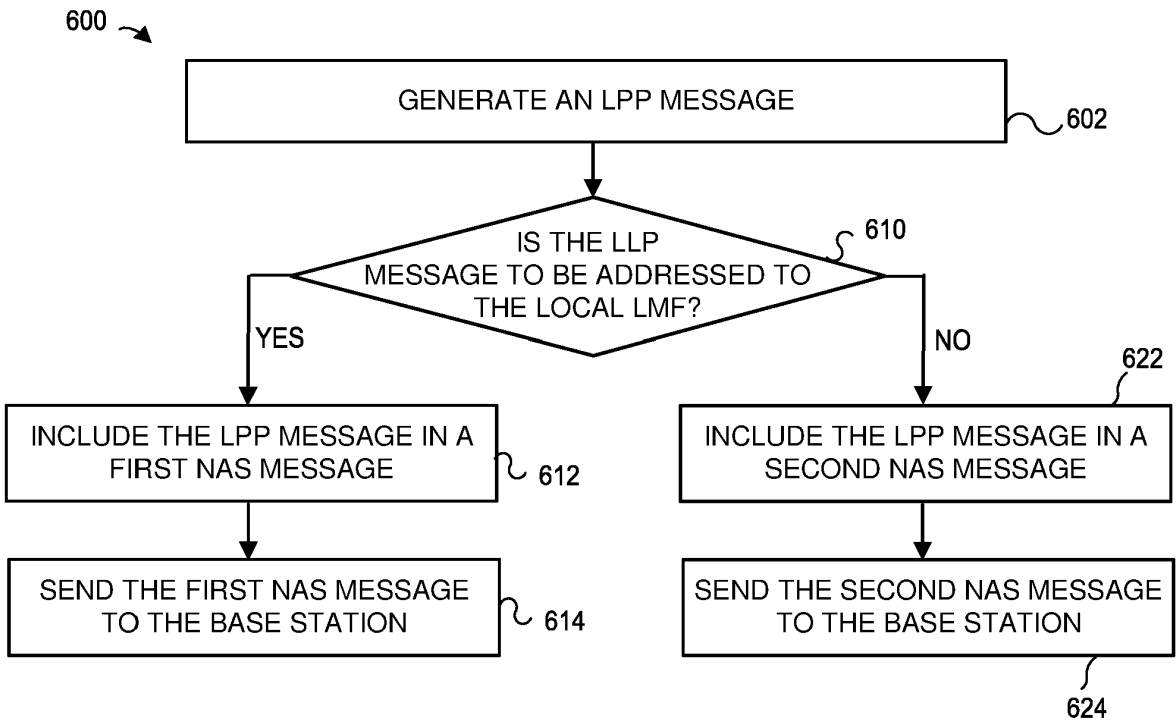 600
GENERATE AN LPP MESSAGE
602
IS THE LLP
MESSAGE TO BE ADDRESSED TO
THE LOCAL LMF?
610
YES
NO
INCLUDE THE LPP MESSAGE IN A
FIRST NAS MESSAGE
612
622
INCLUDE THE LPP MESSAGE IN A
SECOND NAS MESSAGE
SEND THE FIRST NAS MESSAGE
TO THE BASE STATION
614
SEND THE SECOND NAS MESSAGE
TO THE BASE STATION
624